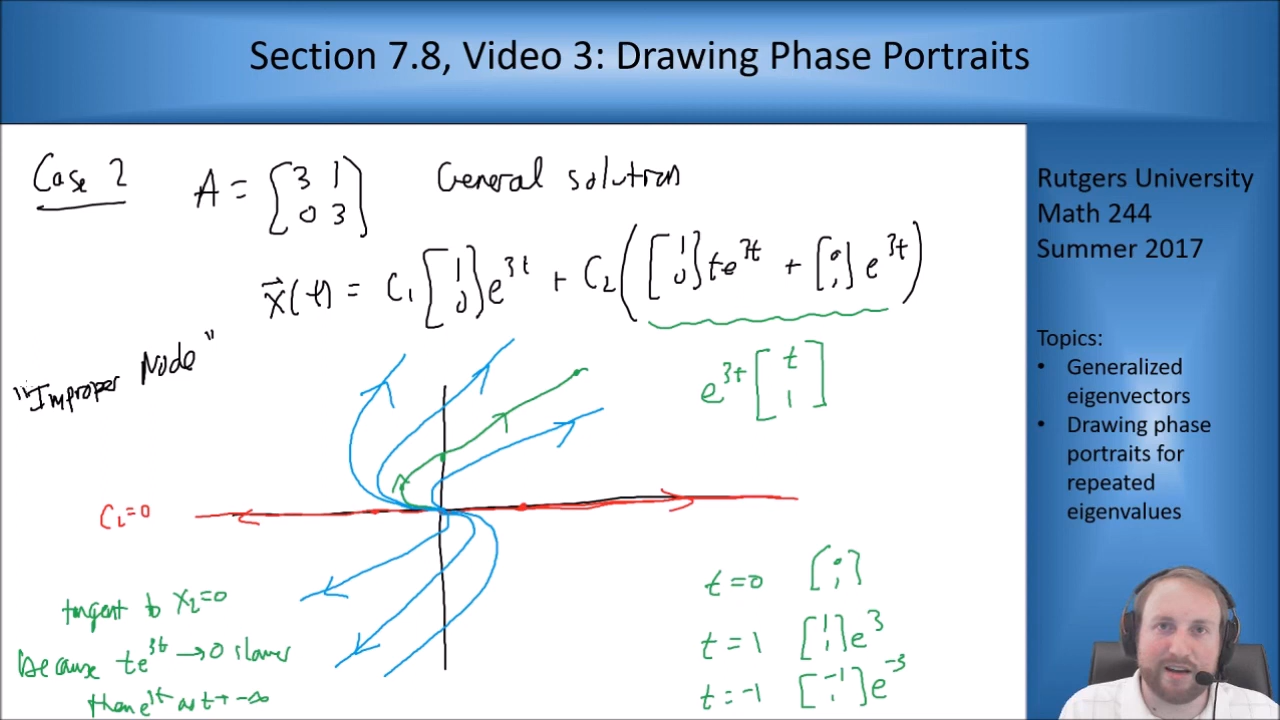 Section 7.8, Video 3: Drawing Phase Portraits
Case 2 A = [3 1; 0 3] General solution
x⃗(t) = C₁ [1; 0] e^{3t} + C₂ ( [1; 0] te^{3t} + [0; 1] e^{3t} )
"Improper Node"
e^{3t} [t; 1]
C₂=0
tangent to x₂=0
because te^{3t} → 0 slower
than e^{3t} as t→ -∞
t=0 [0; 1]
t=1 [1; 1] e^3
t=-1 [-1; 1] e^{-3}
Rutgers University
Math 244
Summer 2017
Topics:
• Generalized
eigenvectors
• Drawing phase
portraits for
repeated
eigenvalues